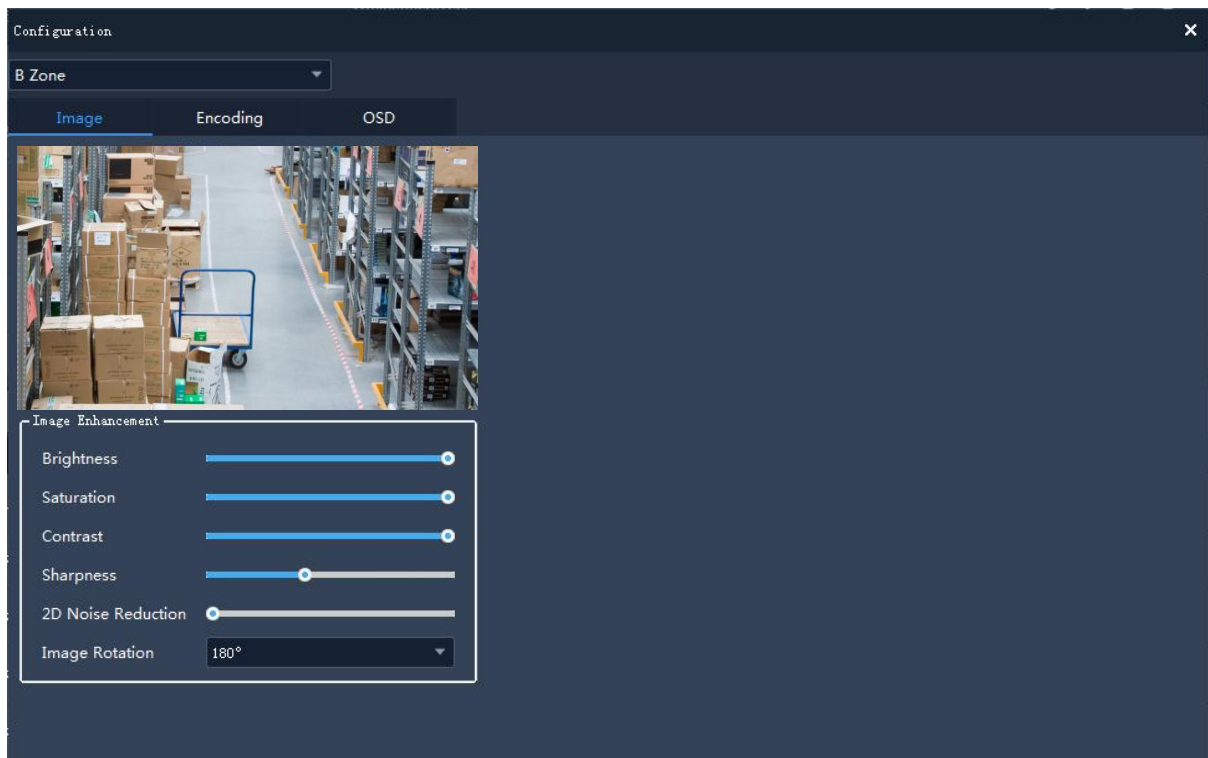 Configuration
B Zone
Image Encoding OSD
Image Enhancement
Brightness
Saturation
Contrast
Sharpness
2D Noise Reduction
Image Rotation 180°